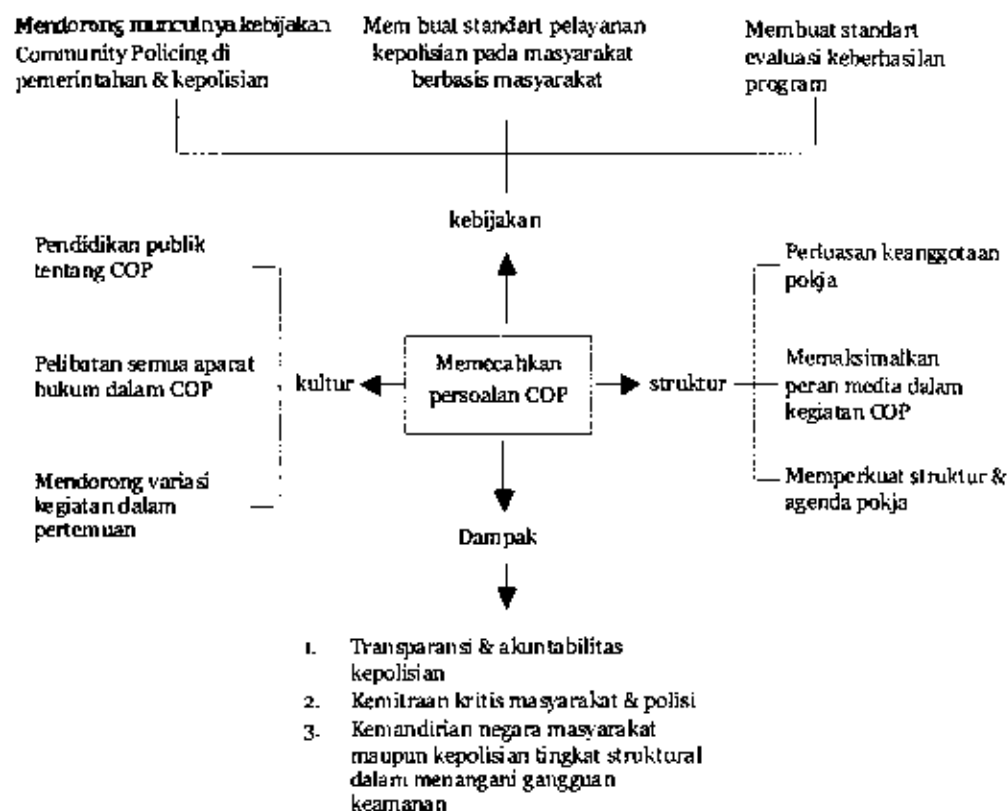 Mendorong munculnya kebijakan
Community Policing di
pemerintahan & kepolisian
Mem buat standart pelayanan
kepolisian pada masyarakat
berbasis masyarakat
Membuat standart
evaluasi keberhasilan
program
kebijakan
Pendidikan publik
tentang COP
Pelibatan semua aparat
hukum dalam COP
Mendorong variasi
kegiatan dalam
pertemuan
kultur
Memecahkan
persoalan COP
struktur
Perluasan keanggotaan
pokja
Memaksimalkan
peran media dalam
kegiatan COP
Memperkuat struktur &
agenda pokja
Dampak
1. Transparansi & akuntabilitas
kepolisian
2. Kemitraan kritis masyarakat & polisi
3. Kemandirian negara masyarakat
maupun kepolisian tingkat struktural
dalam menangani gangguan
keamanan